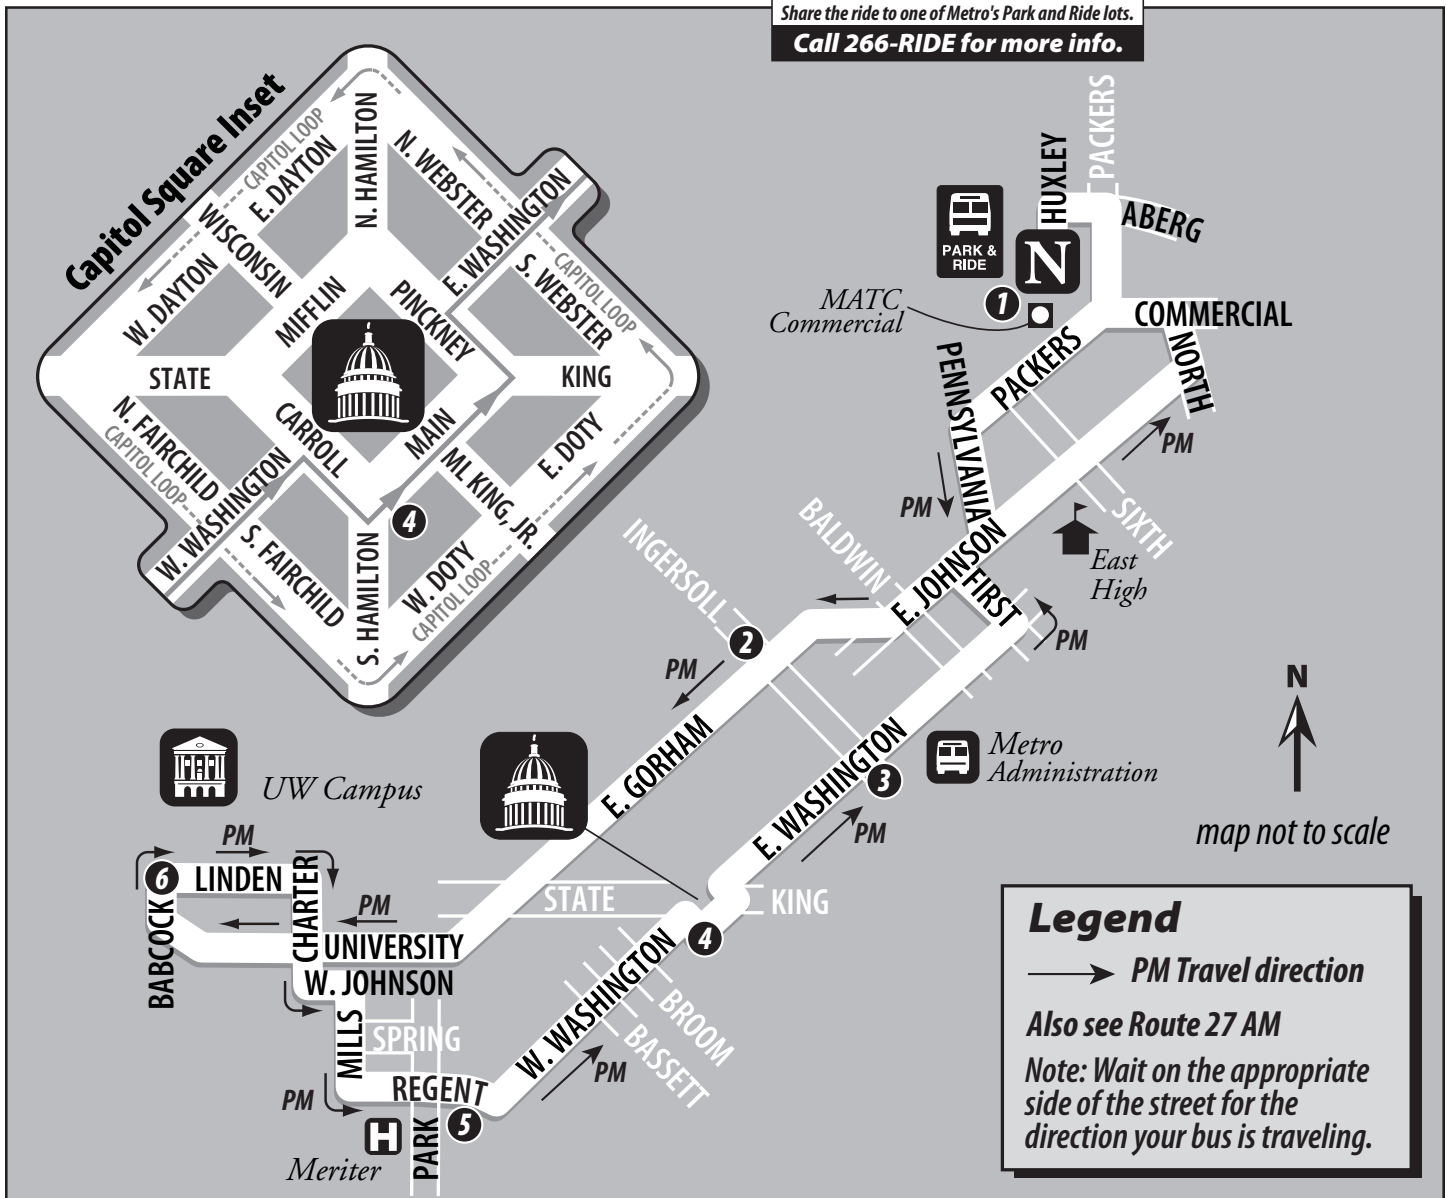 Share the ride to one of Metro's Park and Ride lots.
Call 266-RIDE for more info.
Capitol Square Inset
CAPITOL LOOP
E. DAYTON
N. HAMILTON
N. WEBSTER
E. WASHINGTON
WISCONSIN
W. DAYTON
MIFFLIN
PINCKNEY
S. WEBSTER
CAPITOL LOOP
STATE
KING
N. FAIRCHILD
CAPITOL LOOP
CARROLL
MAIN
E. DOTY
ML KING, JR.
W. WASHINGTON
S. FAIRCHILD
4
S. HAMILTON
W. DOTY
CAPITOL LOOP
PACKERS
HUXLEY
ABERG
PARK &
RIDE
N
1
MATC
Commercial
COMMERCIAL
NORTH
PACKERS
PENNSYLVANIA
PM
PM
SIXTH
East
High
INGERSOLL
BALDWIN
E. JOHNSON
FIRST
PM
2
PM
E. GORHAM
E. WASHINGTON
3
Metro
Administration
PM
N
map not to scale
UW Campus
PM
6
LINDEN
CHARTER
PM
BABCOCK
UNIVERSITY
W. JOHNSON
STATE
KING
4
W. WASHINGTON
BROOM
BASSETT
PM
MILLS
SPRING
REGENT
PM
5
H
PARK
Meriter
Legend
PM Travel direction
Also see Route 27 AM
Note: Wait on the appropriate
side of the street for the
direction your bus is traveling.